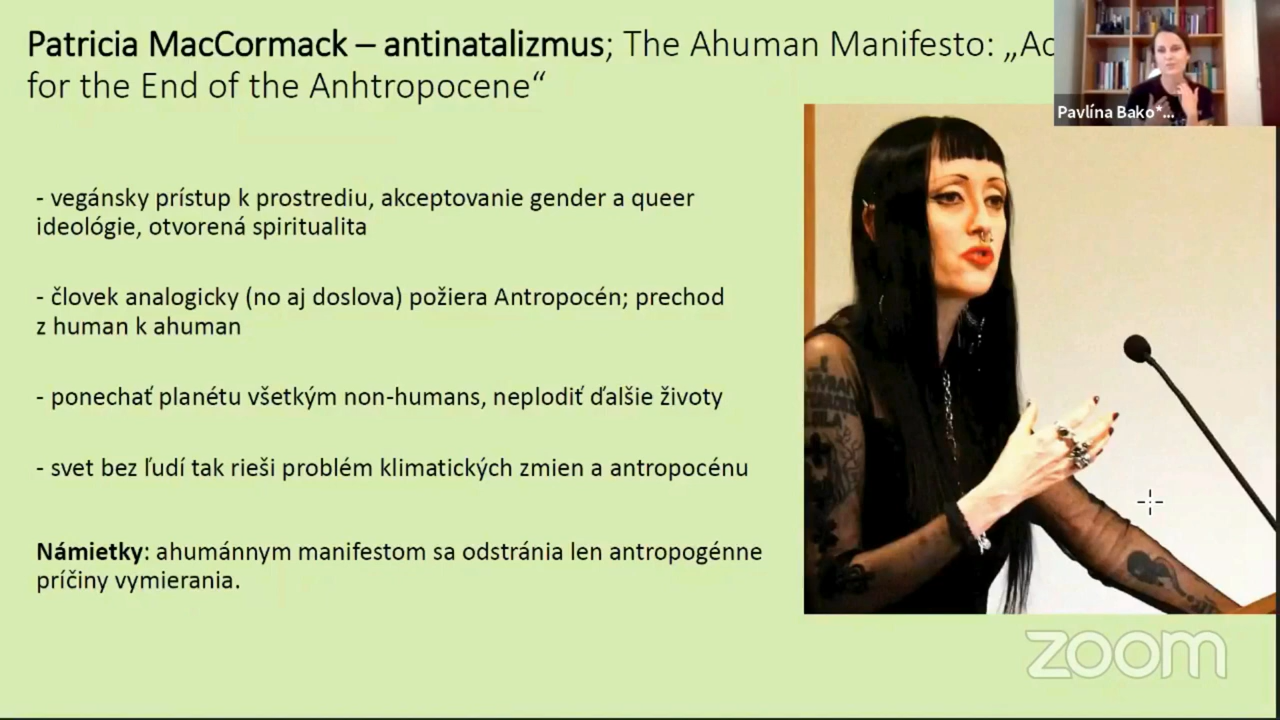 Patricia MacCormack – antinatalizmus; The Ahuman Manifesto: „Ac
for the End of the Anhtropocene“
Pavlína Bako*...
- vegánsky prístup k prostrediu, akceptovanie gender a queer
ideológie, otvorená spiritualita
- človek analogicky (no aj doslova) požiera Antropocén; prechod
z human k ahuman
- ponechať planétu všetkým non-humans, neplodiť ďalšie životy
- svet bez ľudí tak rieši problém klimatických zmien a antropocénu
Námietky: ahumánnym manifestom sa odstránia len antropogénne
príčiny vymierania.
zoom